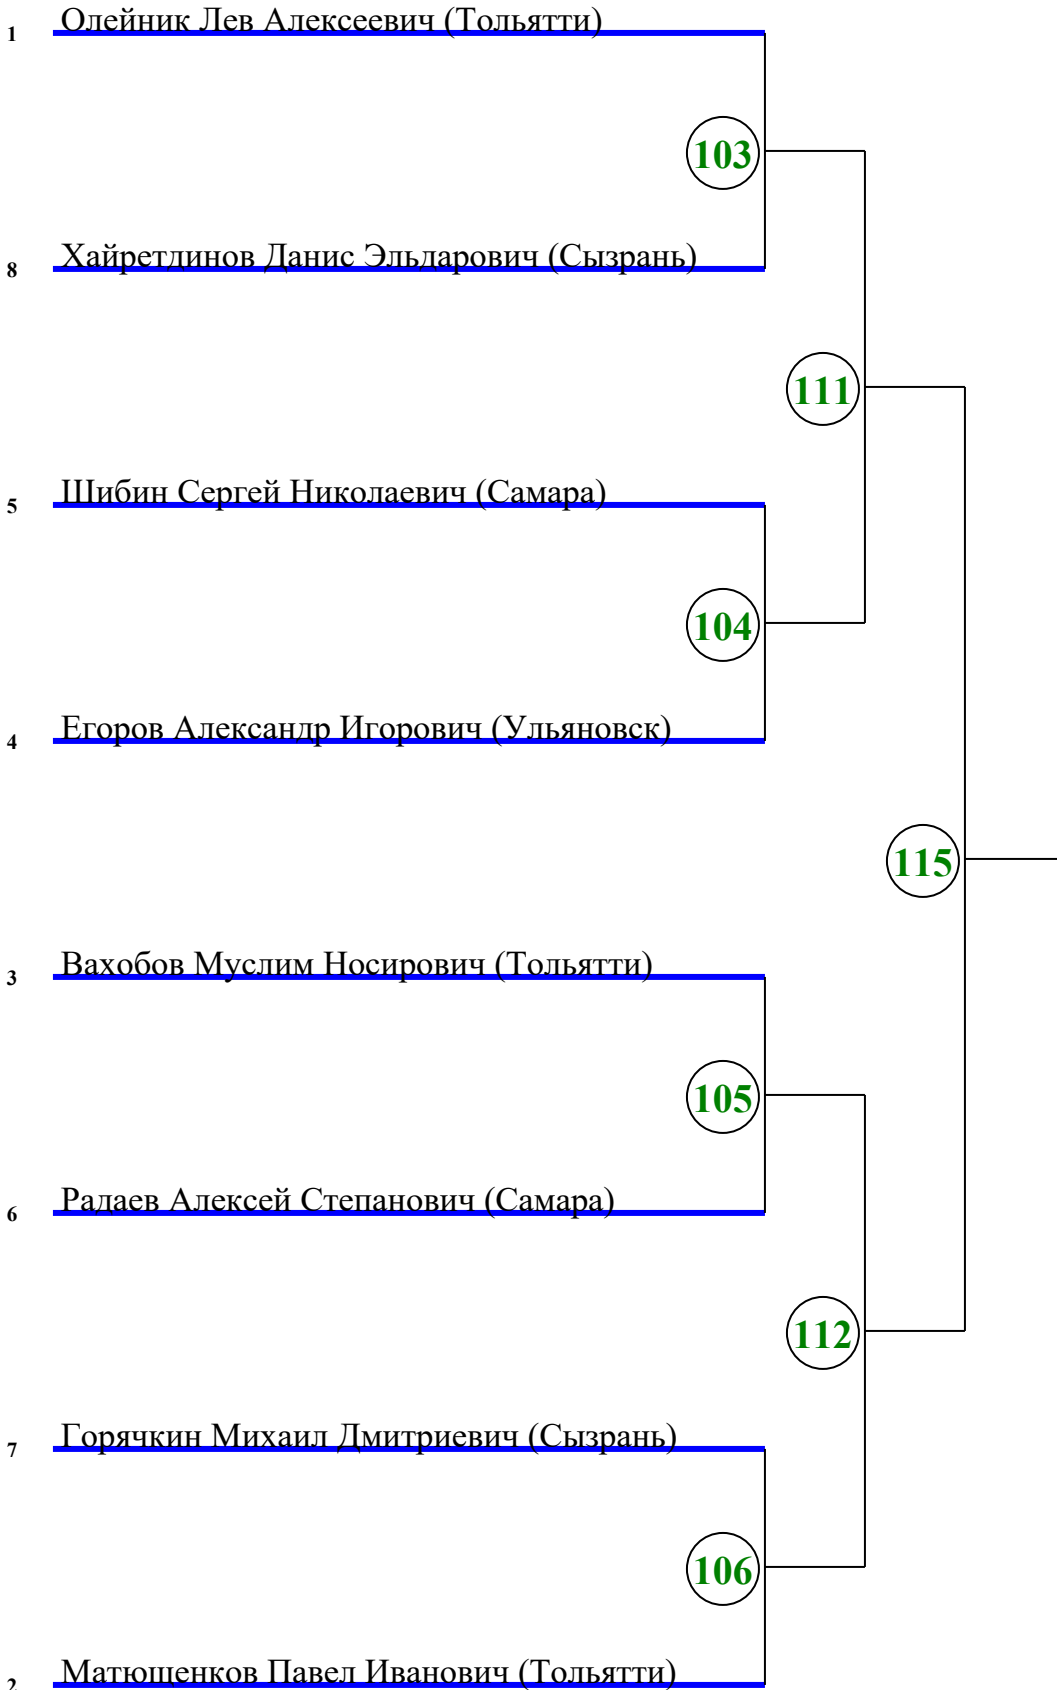 1 Олейник Лев Алексеевич (Тольятти)
103
8 Хайретдинов Данис Эльдарович (Сызрань)
111
5 Шибин Сергей Николаевич (Самара)
104
4 Егоров Александр Игорович (Ульяновск)
115
3 Вахобов Муслим Носирович (Тольятти)
105
6 Радаев Алексей Степанович (Самара)
112
7 Горячкин Михаил Дмитриевич (Сызрань)
106
2 Матющенков Павел Иванович (Тольятти)